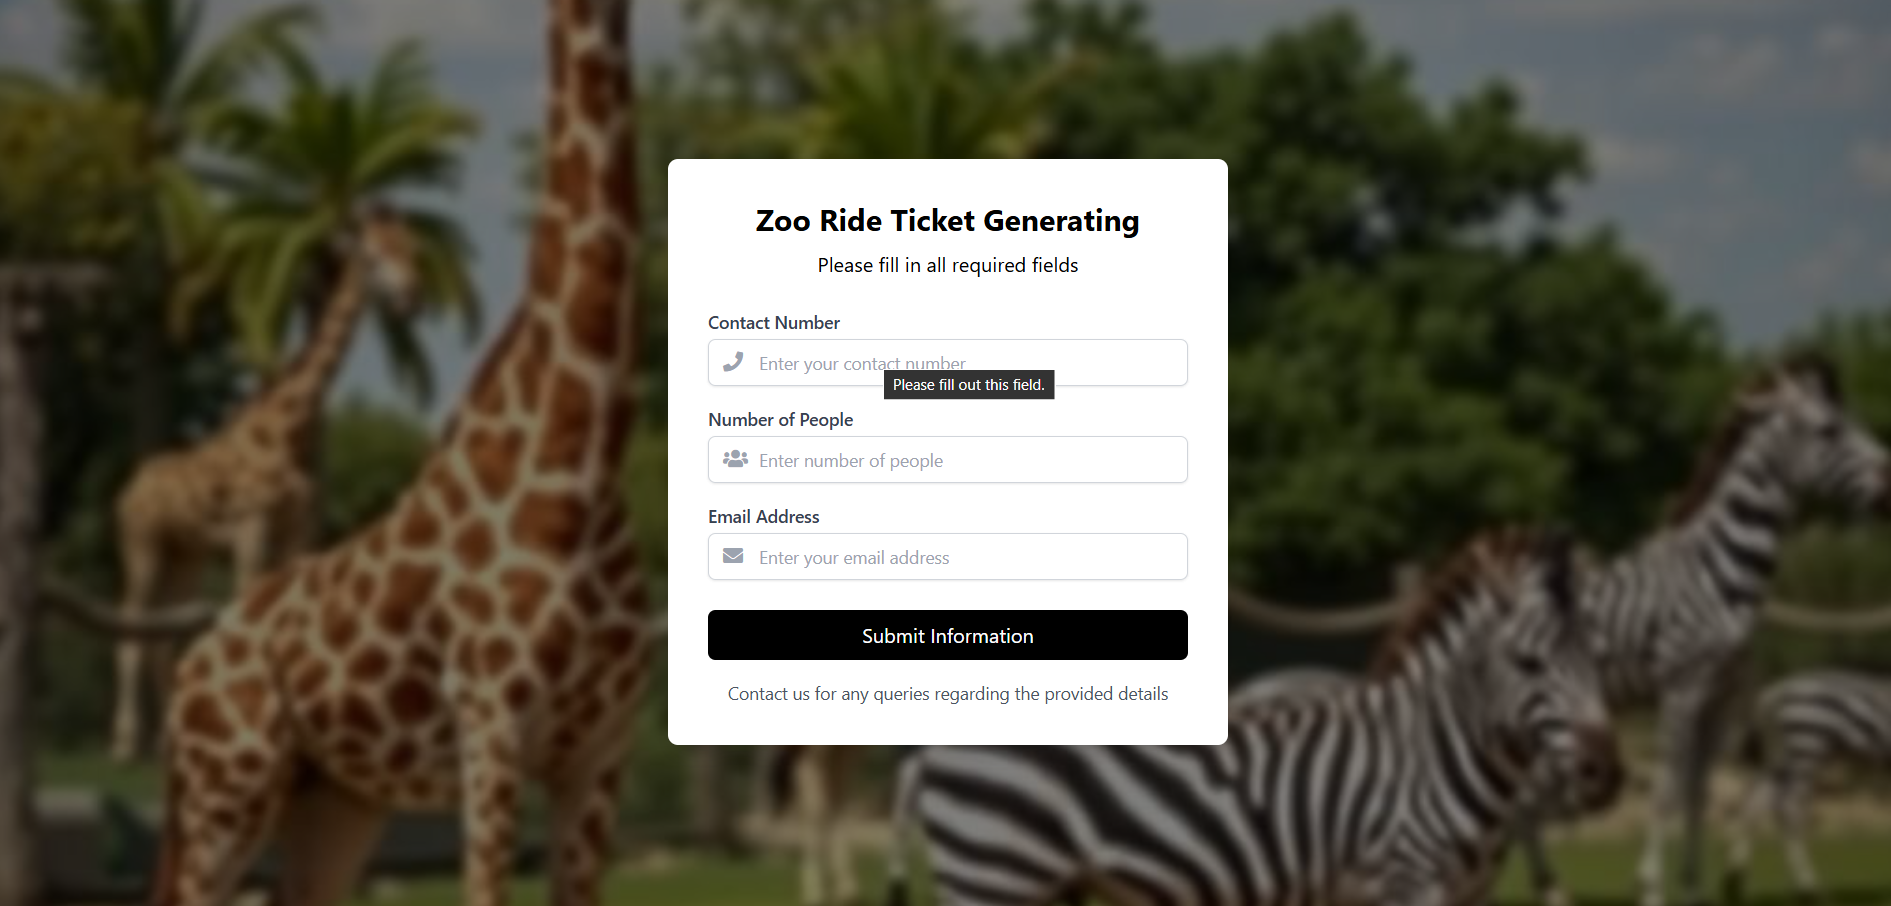 Zoo Ride Ticket Generating
Please fill in all required fields
Contact Number
Enter your contact number
Please fill out this field.
Number of People
Enter number of people
Email Address
Enter your email address
Submit Information
Contact us for any queries regarding the provided details